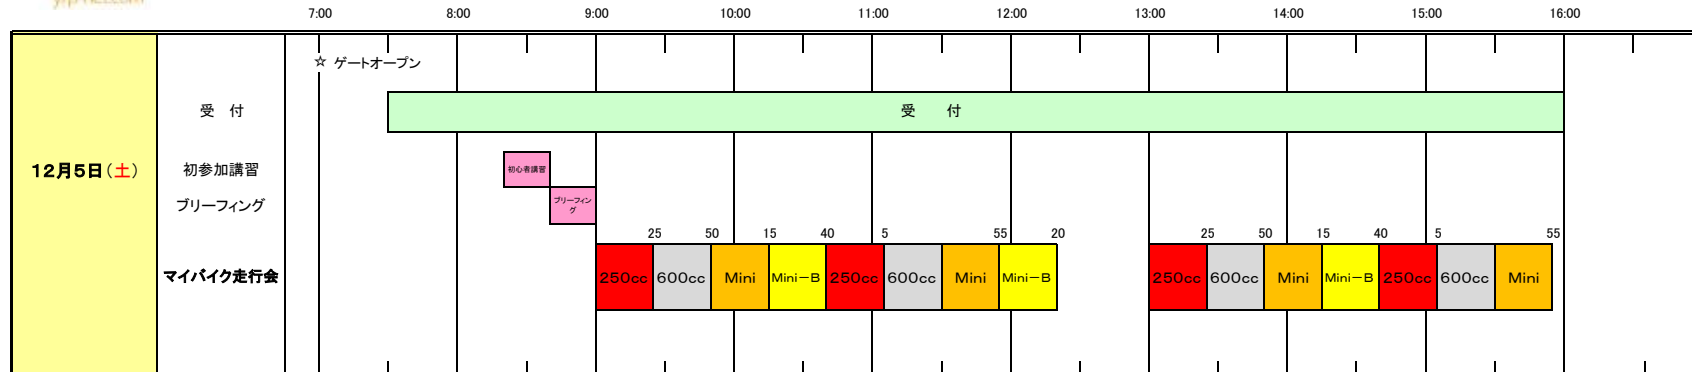 7:00 8:00 9:00 10:00 11:00 12:00 13:00 14:00 15:00 16:00
☆ ゲートオープン
受　付 受　付
12月5日(土) 初参加講習 初心者講習
ブリーフィング ブリーフィン
グ
25 50 15 40 5 55 20 25 50 15 40 5 55
マイバイク走行会 250cc 600cc Mini Mini－B 250cc 600cc Mini Mini－B 250cc 600cc Mini Mini－B 250cc 600cc Mini